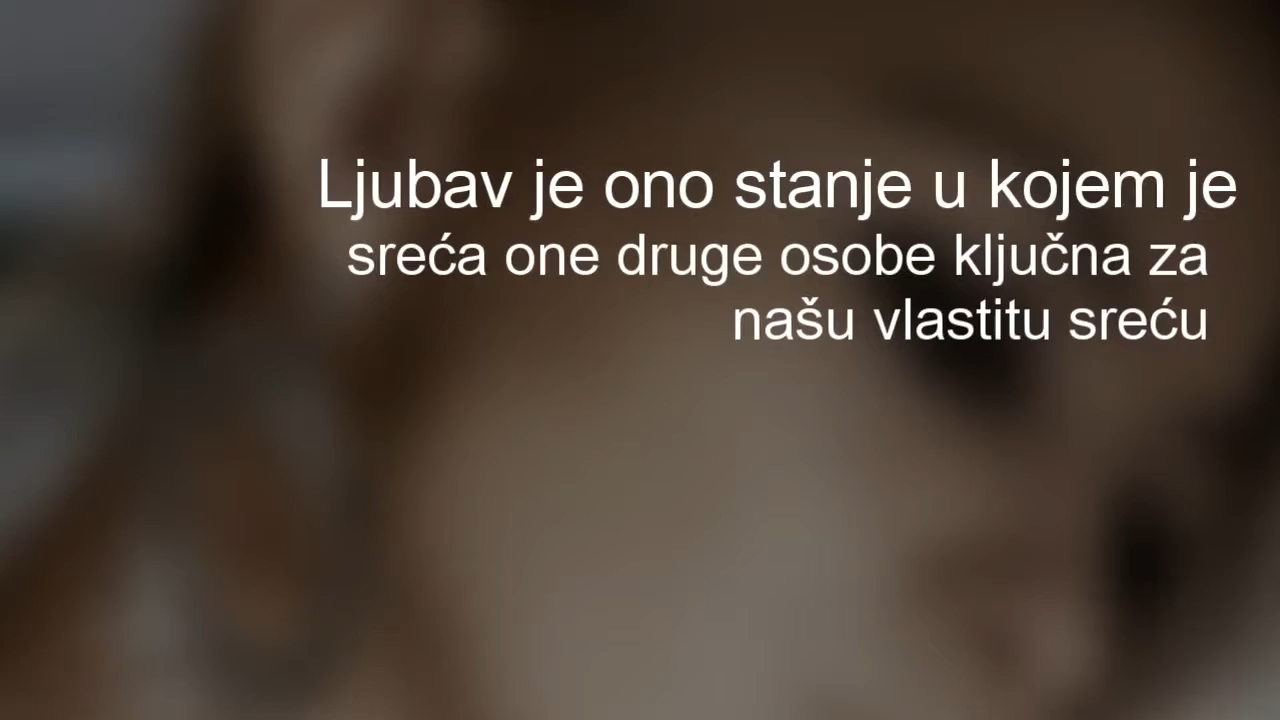 Ljubav je ono stanje u kojem je
sreća one druge osobe ključna za
našu vlastitu sreću